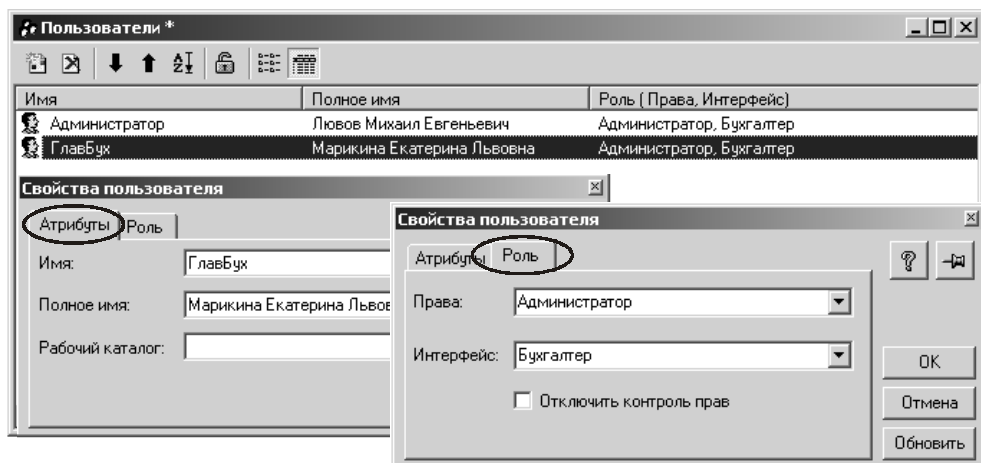 Пользователи *
Имя Полное имя Роль ( Права, Интерфейс)
Администратор Лювов Михаил Евгеньевич Администратор, Бухгалтер
ГлавБух Марикина Екатерина Львовна Администратор, Бухгалтер
Свойства пользователя
Атрибуты Роль
Имя: ГлавБух
Полное имя: Марикина Екатерина Львов
Рабочий каталог:
Свойства пользователя
Атрибуты Роль
Права: Администратор
Интерфейс: Бухгалтер
Отключить контроль прав
OK
Отмена
Обновить